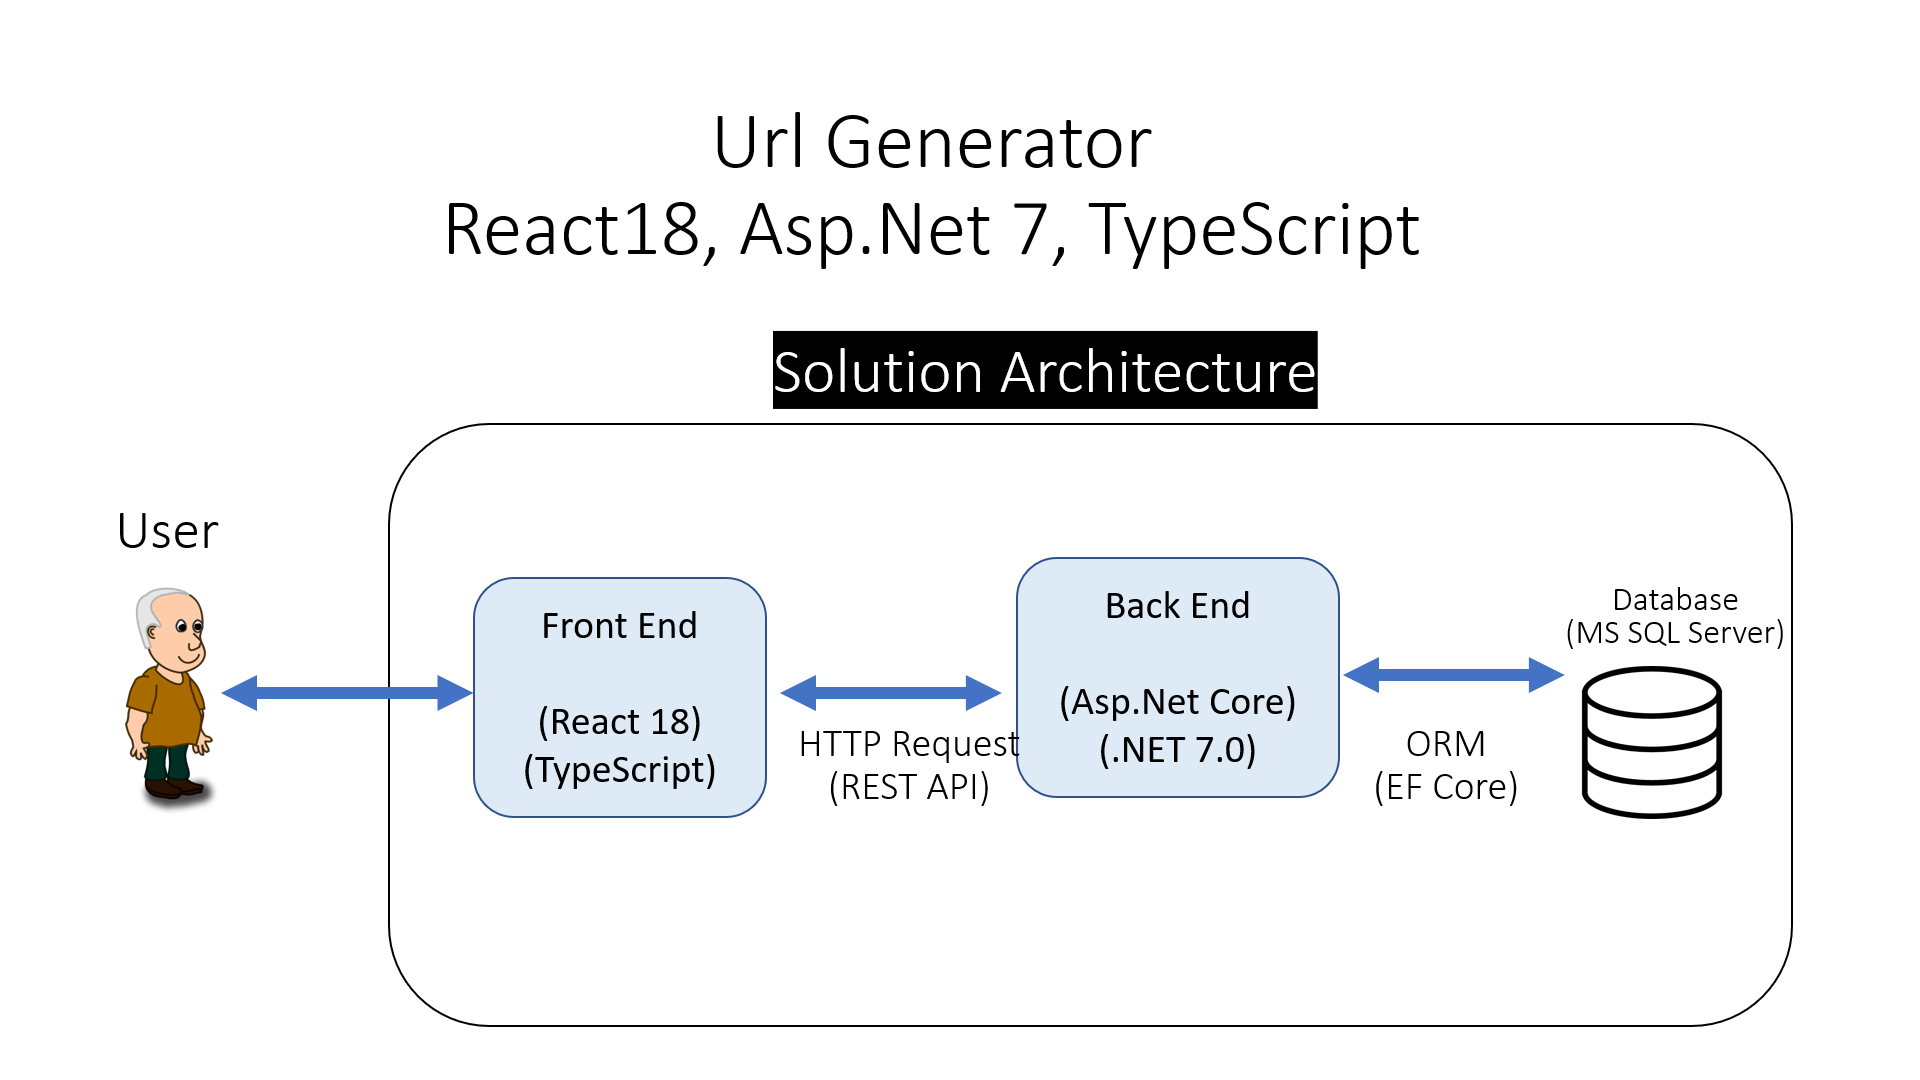 Url Generator
React18, Asp.Net 7, TypeScript
Solution Architecture
User
Front End
(React 18)
(TypeScript)
HTTP Request
(REST API)
Back End
(Asp.Net Core)
(.NET 7.0)
ORM
(EF Core)
Database
(MS SQL Server)